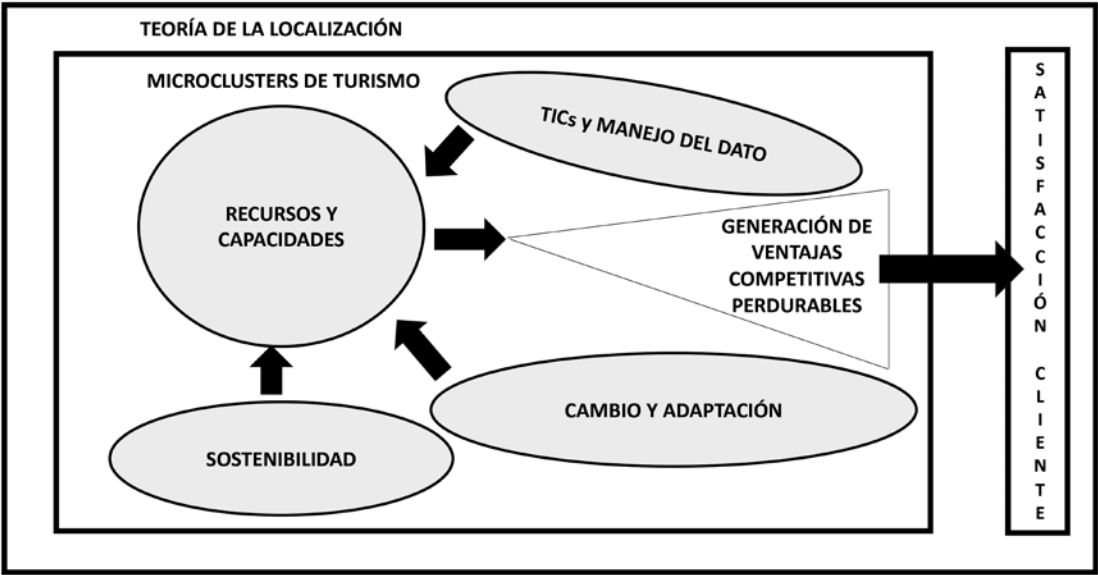 TEORÍA DE LA LOCALIZACIÓN
MICROCLUSTERS DE TURISMO
TICs y MANEJO DEL DATO
RECURSOS Y
CAPACIDADES
GENERACIÓN DE
VENTAJAS
COMPETITIVAS
PERDURABLES
CAMBIO Y ADAPTACIÓN
SOSTENIBILIDAD
SATISFACCIÓN CLIENTE